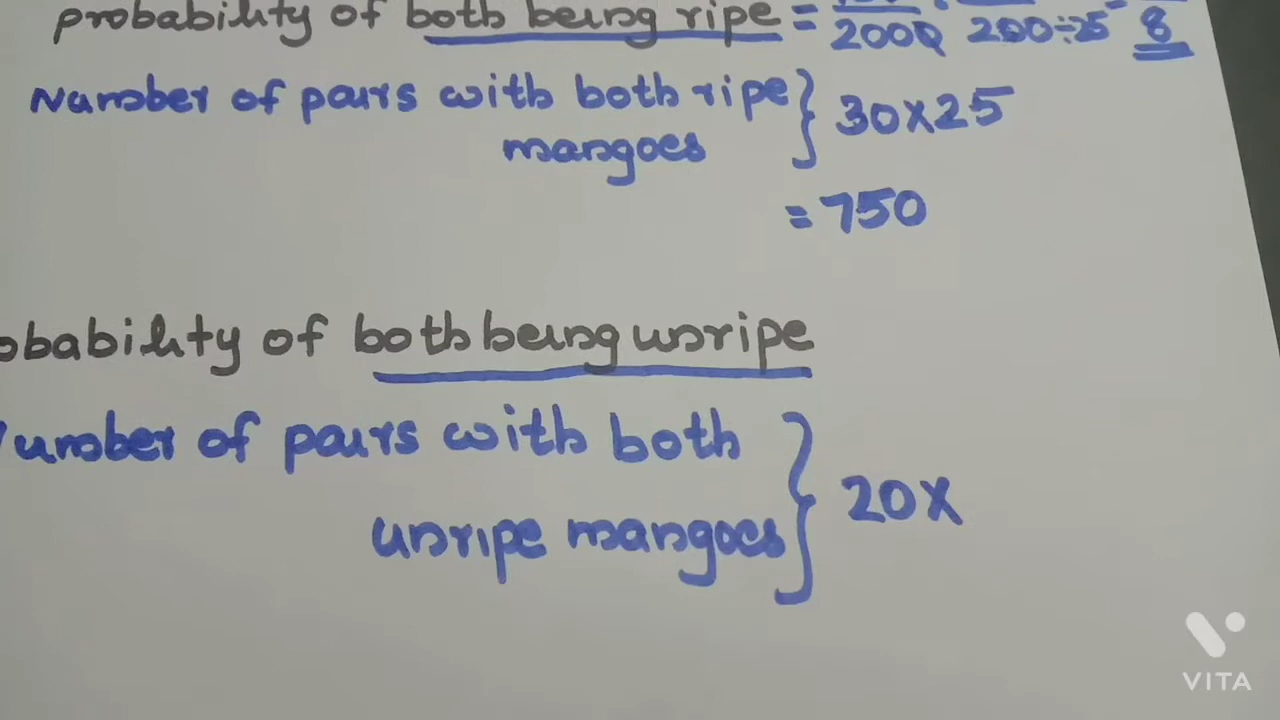 probability of both being ripe = 2000 200÷25 8
Number of pairs with both ripe } 30x25
mangoes
=750
obability of both being unripe
umber of pairs with both
unripe mangoes } 20x
VITA